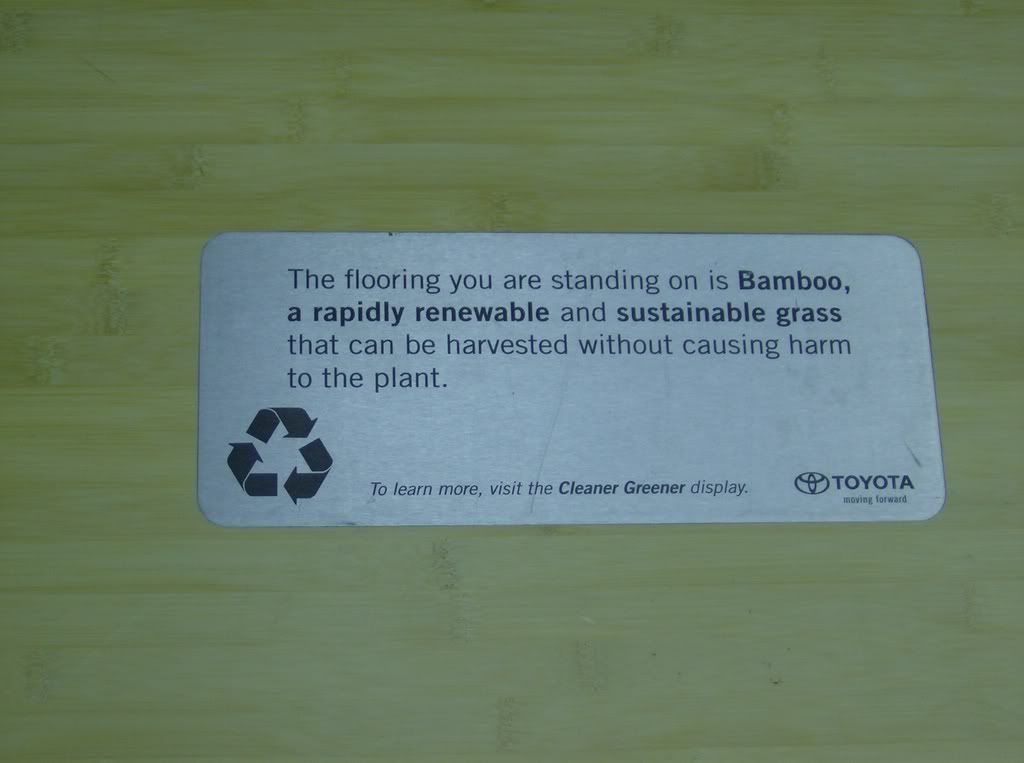 The flooring you are standing on is Bamboo,
a rapidly renewable and sustainable grass
that can be harvested without causing harm
to the plant.
To learn more, visit the Cleaner Greener display.
TOYOTA
moving forward